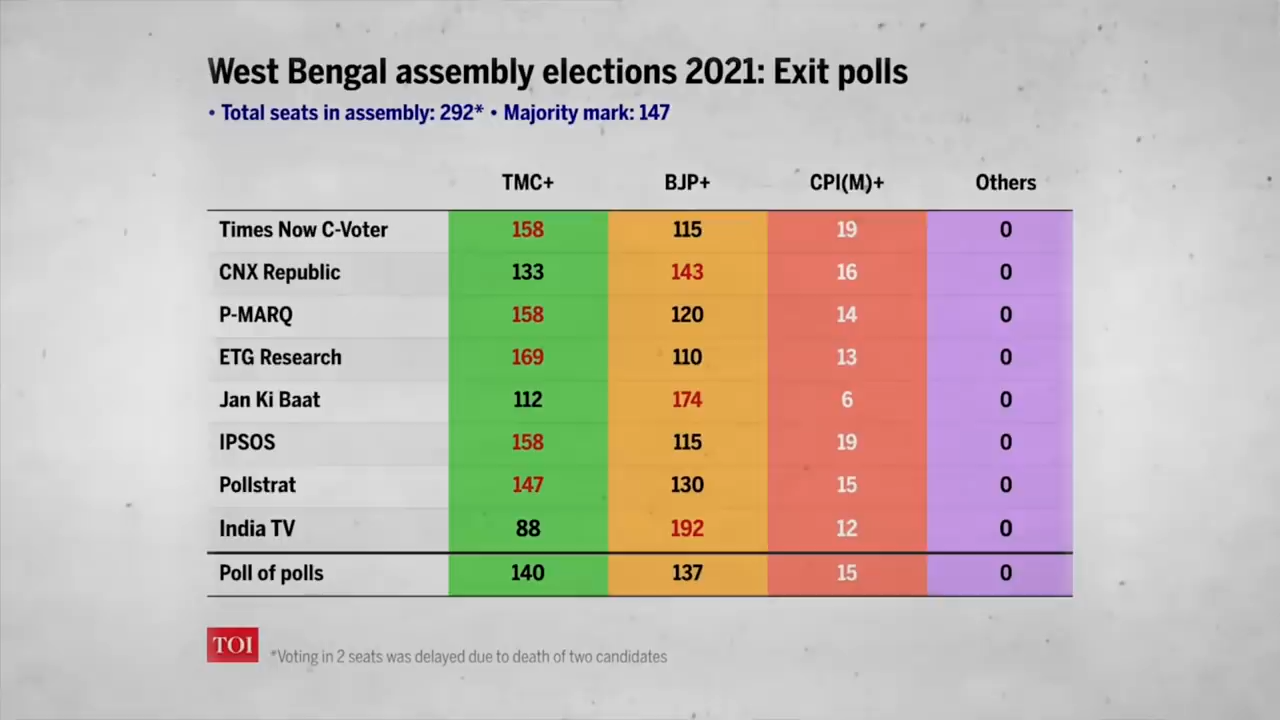 West Bengal assembly elections 2021: Exit polls
• Total seats in assembly: 292* • Majority mark: 147
TMC+ BJP+ CPI(M)+ Others
Times Now C-Voter 158 115 19 0
CNX Republic 133 143 16 0
P-MARQ 158 120 14 0
ETG Research 169 110 13 0
Jan Ki Baat 112 174 6 0
IPSOS 158 115 19 0
Pollstrat 147 130 15 0
India TV 88 192 12 0
Poll of polls 140 137 15 0
TOI *Voting in 2 seats was delayed due to death of two candidates